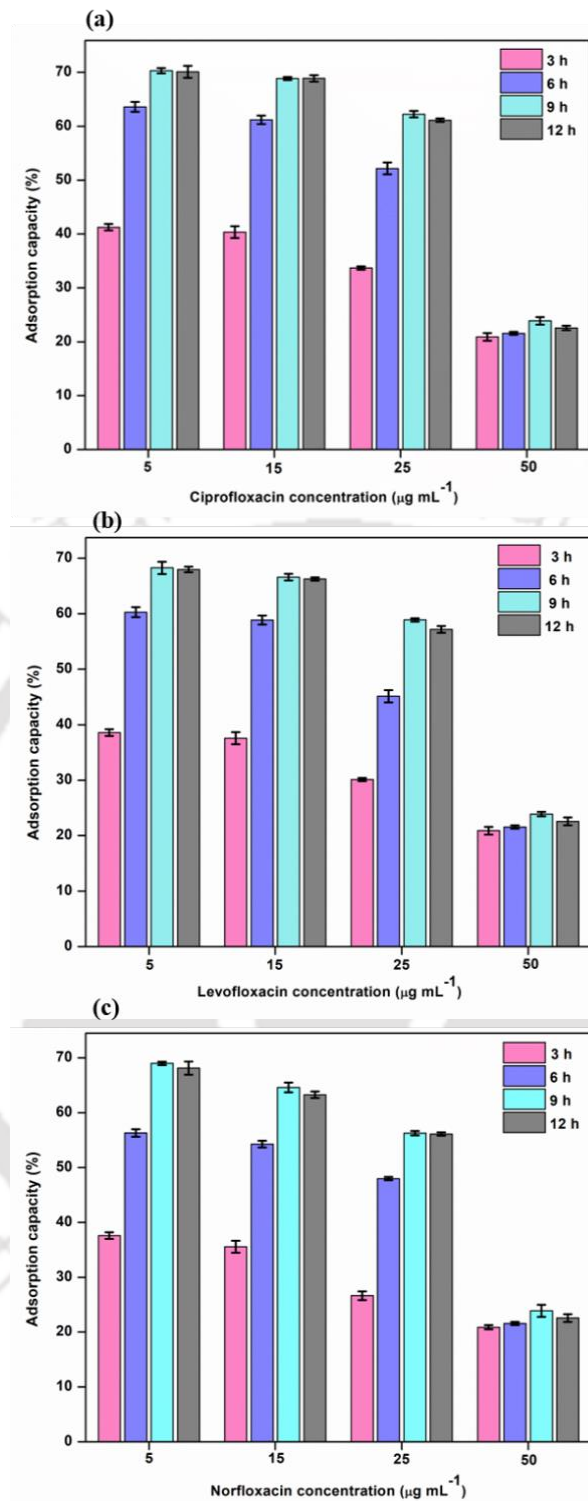 (a)
70
60
50
40
30
20
10
0
Adsorption capacity (%)
3 h
6 h
9 h
12 h
5 15 25 50
Ciprofloxacin concentration (µg mL⁻¹)
(b)
70
60
50
40
30
20
10
0
Adsorption capacity (%)
3 h
6 h
9 h
12 h
5 15 25 50
Levofloxacin concentration (µg mL⁻¹)
(c)
70
60
50
40
30
20
10
0
Adsorption capacity (%)
3 h
6 h
9 h
12 h
5 15 25 50
Norfloxacin concentration (µg mL⁻¹)